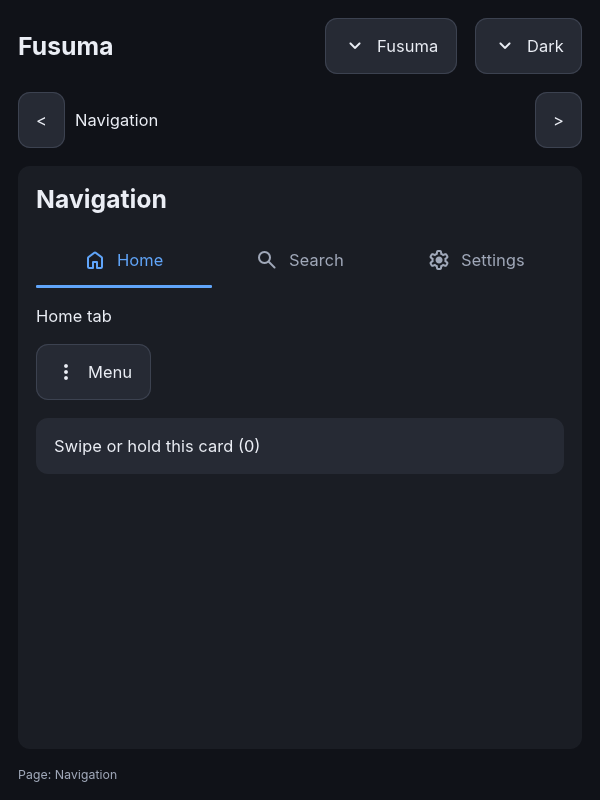 Fusuma
Fusuma
Dark
<
Navigation
>
Navigation
Home
Search
Settings
Home tab
Menu
Swipe or hold this card (0)
Page: Navigation